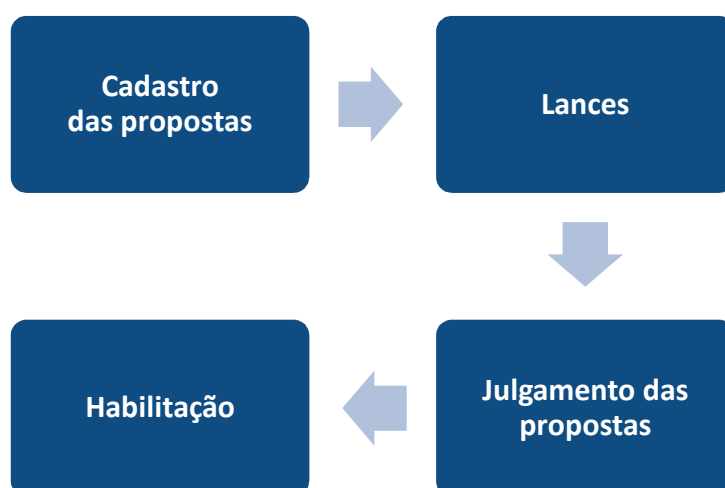 Cadastro
das propostas
Lances
Julgamento das
propostas
Habilitação